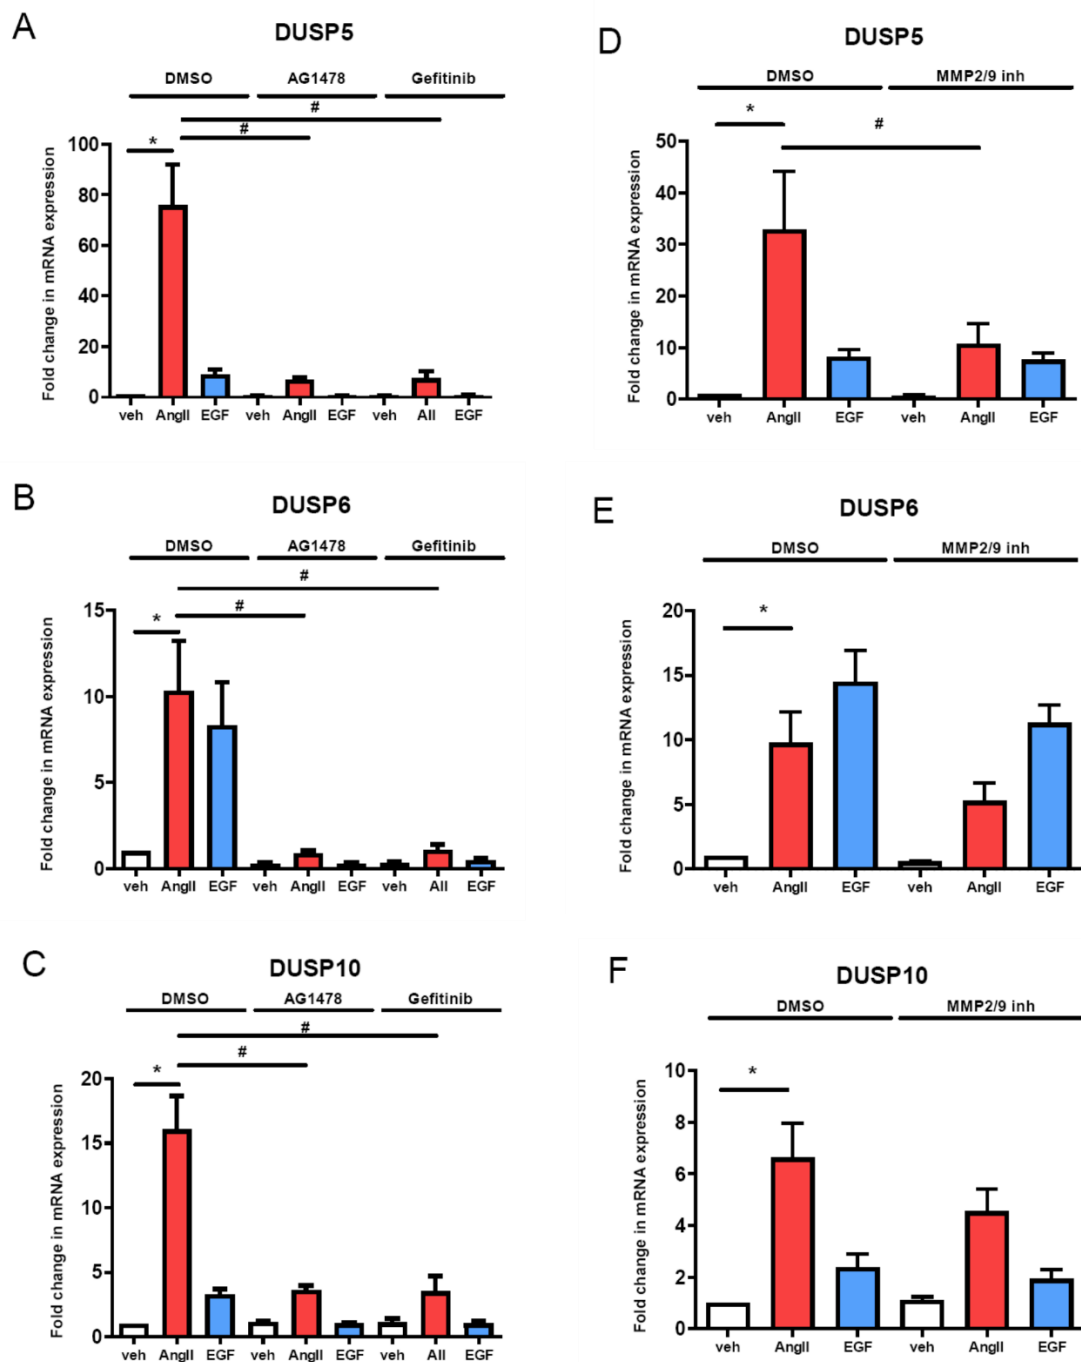 A
DUSP5
DMSO AG1478 Gefitinib
#
#
*
Fold change in mRNA expression
100
80
60
40
20
0
veh AngII EGF veh AngII EGF veh AII EGF
B
DUSP6
DMSO AG1478 Gefitinib
#
#
*
Fold change in mRNA expression
15
10
5
0
veh AngII EGF veh AngII EGF veh AII EGF
C
DUSP10
DMSO AG1478 Gefitinib
#
#
*
Fold change in mRNA expression
20
15
10
5
0
veh AngII EGF veh AngII EGF veh AII EGF
D
DUSP5
DMSO MMP2/9 inh
*
#
Fold change in mRNA expression
50
40
30
20
10
0
veh AngII EGF veh AngII EGF
E
DUSP6
DMSO MMP2/9 inh
*
Fold change in mRNA expression
20
15
10
5
0
veh AngII EGF veh AngII EGF
F
DUSP10
DMSO MMP2/9 inh
*
Fold change in mRNA expression
10
8
6
4
2
0
veh AngII EGF veh AngII EGF